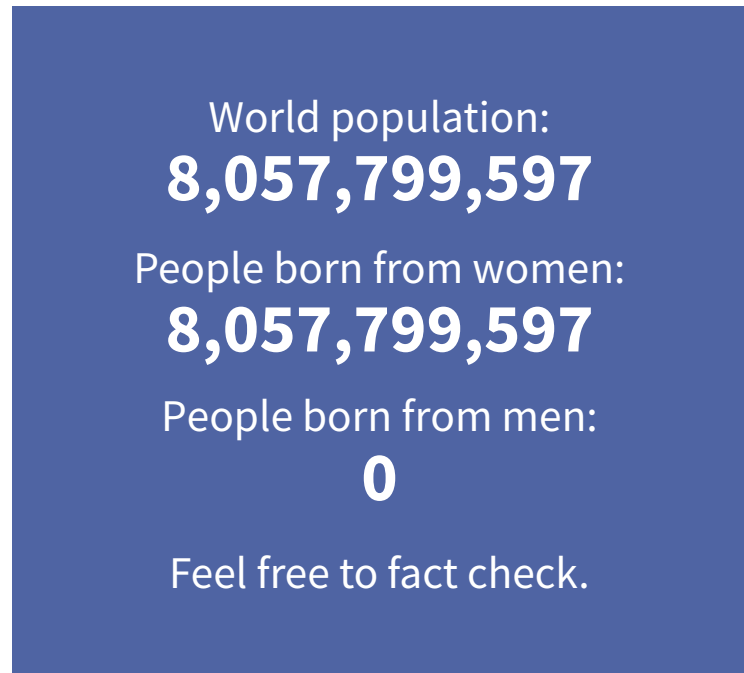 World population:
8,057,799,597
People born from women:
8,057,799,597
People born from men:
0
Feel free to fact check.